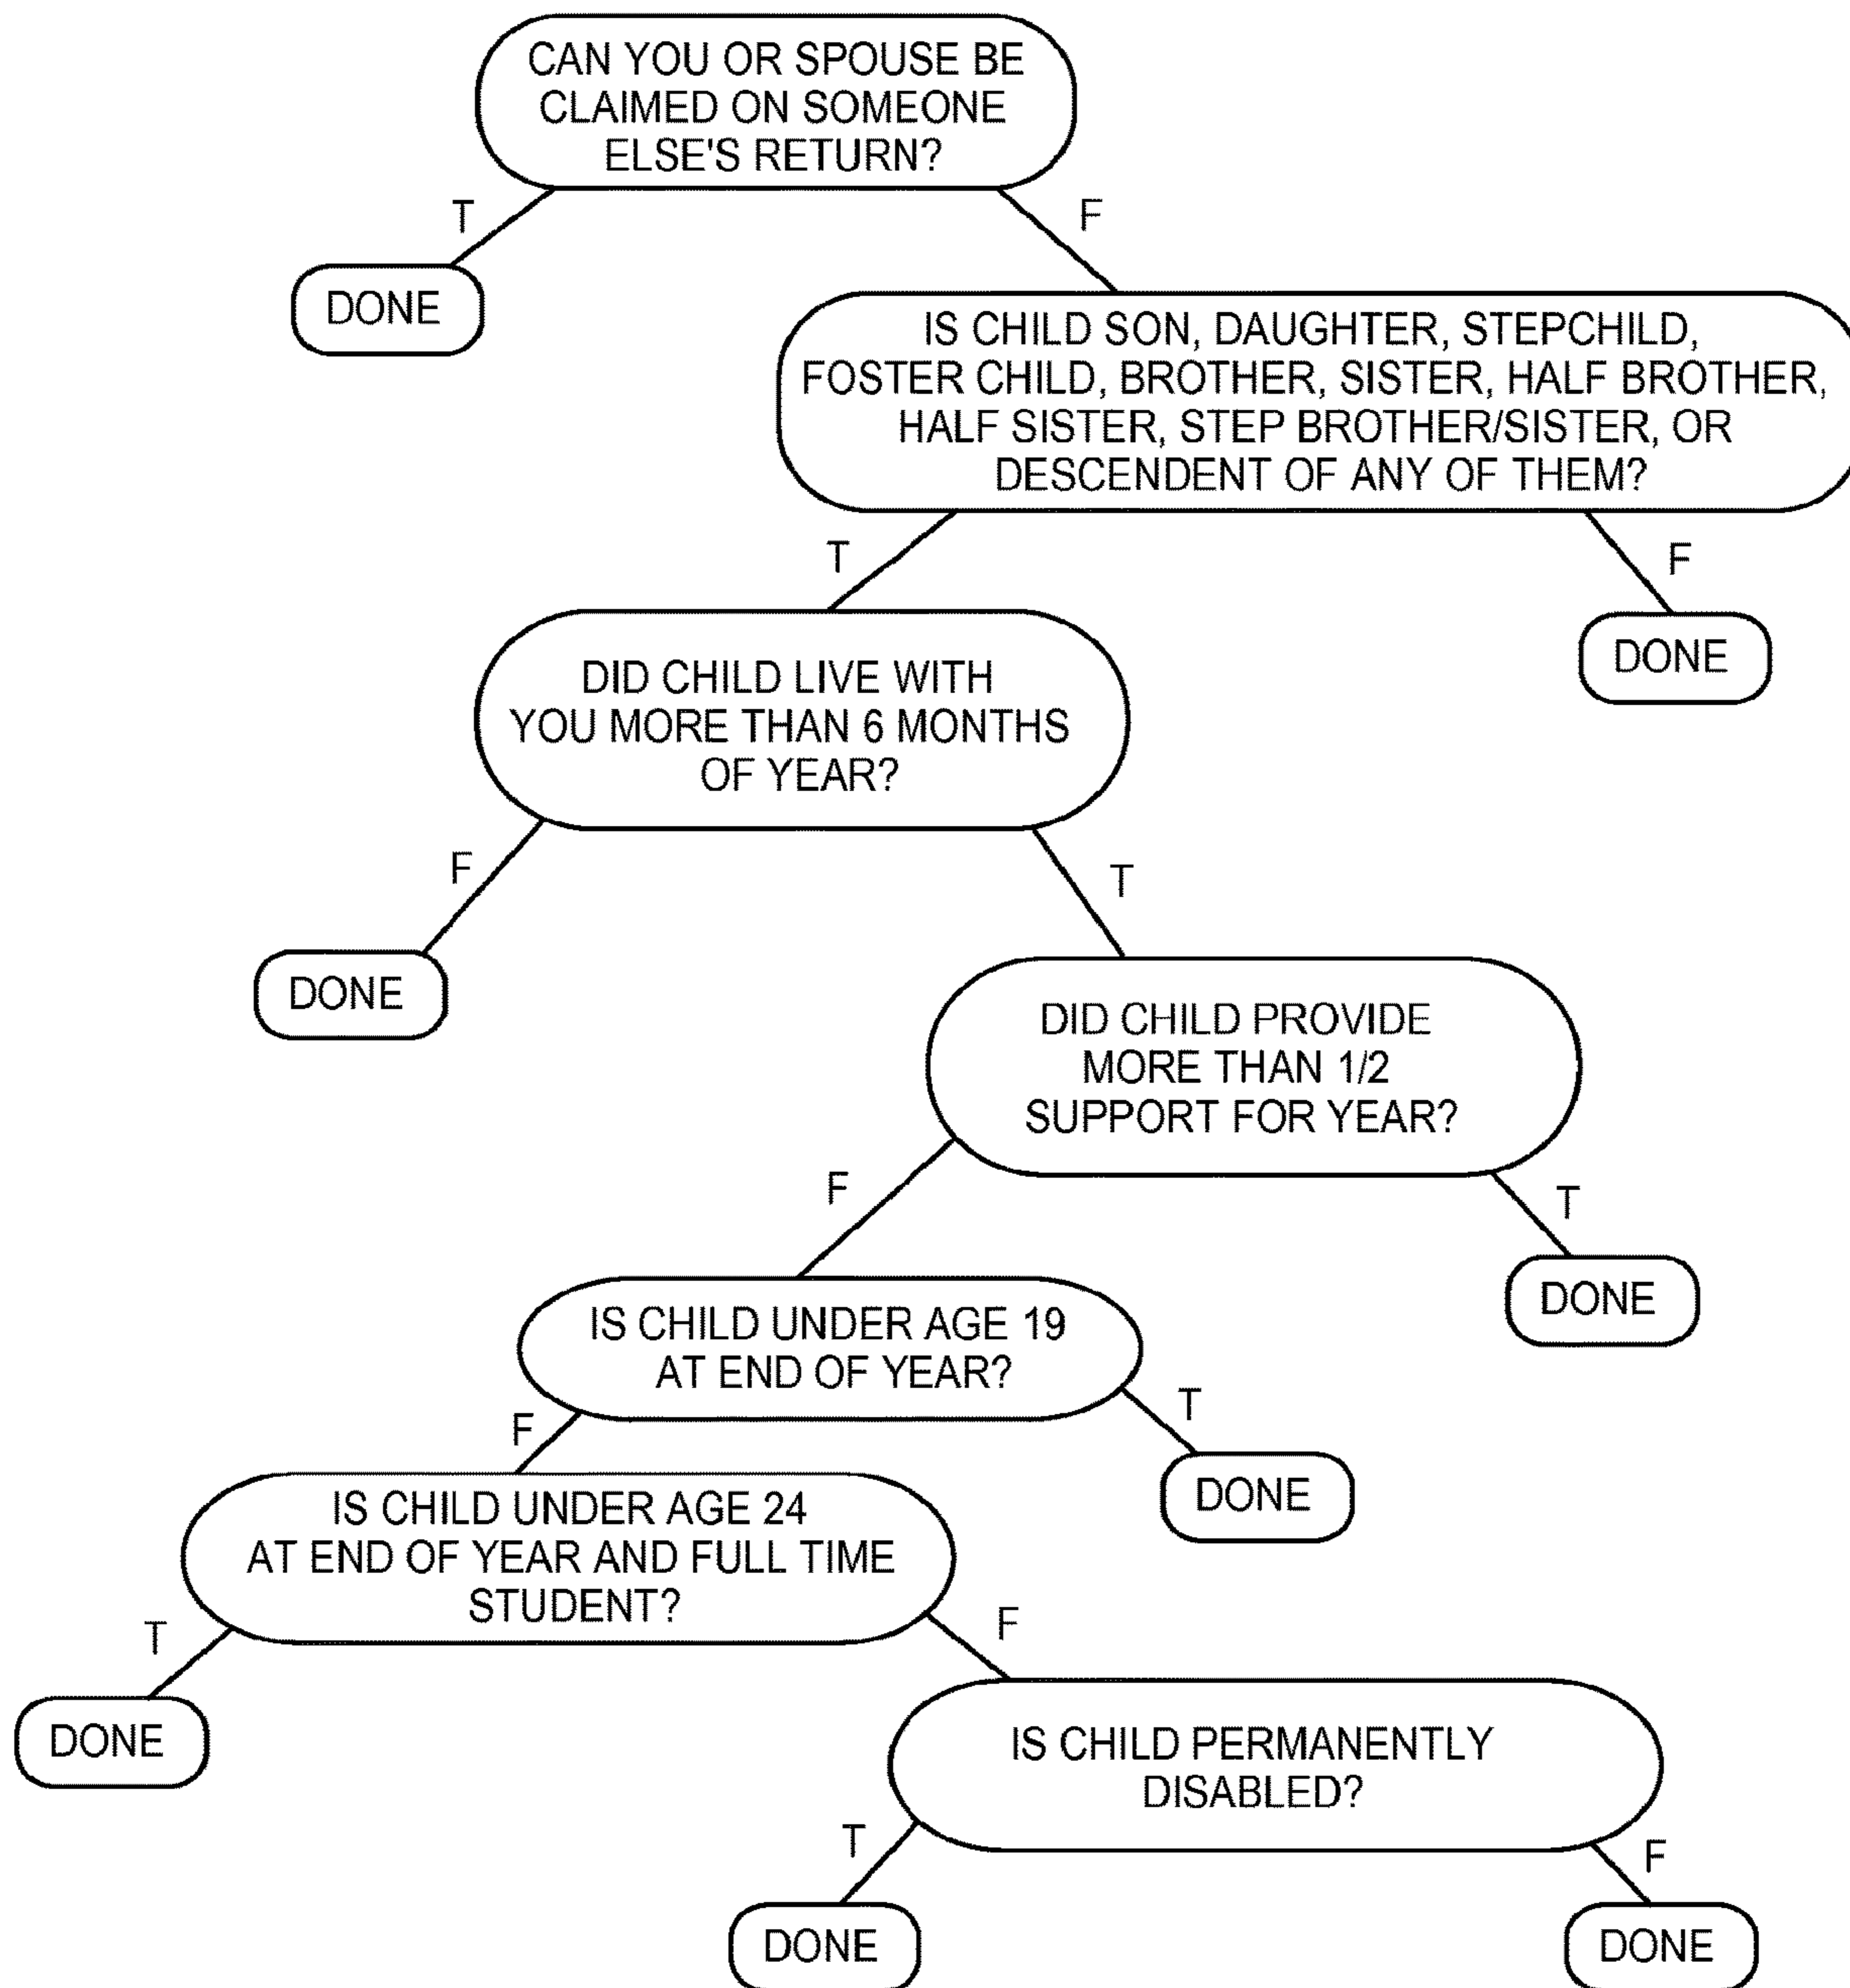 CAN YOU OR SPOUSE BE
CLAIMED ON SOMEONE
ELSE'S RETURN?
T
F
DONE
IS CHILD SON, DAUGHTER, STEPCHILD,
FOSTER CHILD, BROTHER, SISTER, HALF BROTHER,
HALF SISTER, STEP BROTHER/SISTER, OR
DESCENDENT OF ANY OF THEM?
T
F
DONE
DID CHILD LIVE WITH
YOU MORE THAN 6 MONTHS
OF YEAR?
F
T
DONE
DID CHILD PROVIDE
MORE THAN 1/2
SUPPORT FOR YEAR?
F
T
DONE
IS CHILD UNDER AGE 19
AT END OF YEAR?
F
T
DONE
IS CHILD UNDER AGE 24
AT END OF YEAR AND FULL TIME
STUDENT?
T
F
DONE
IS CHILD PERMANENTLY
DISABLED?
T
F
DONE
DONE